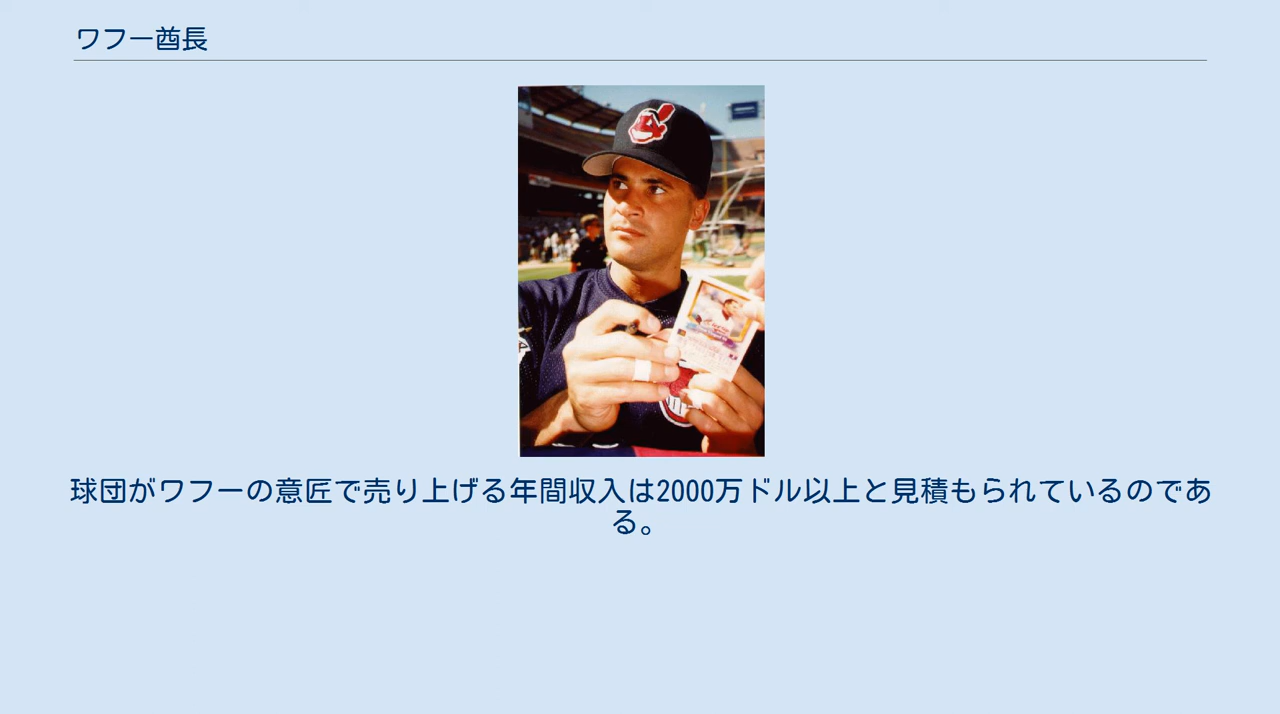 ワフー酋長
球団がワフーの意匠で売り上げる年間収入は2000万ドル以上と見積もられているのであ
る。